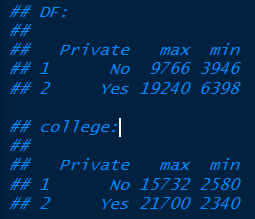 ## DF:
##
##   Private   max  min
## 1      No  9766 3946
## 2     Yes 19240 6398
## college:
##
##   Private   max  min
## 1      No 15732 2580
## 2     Yes 21700 2340